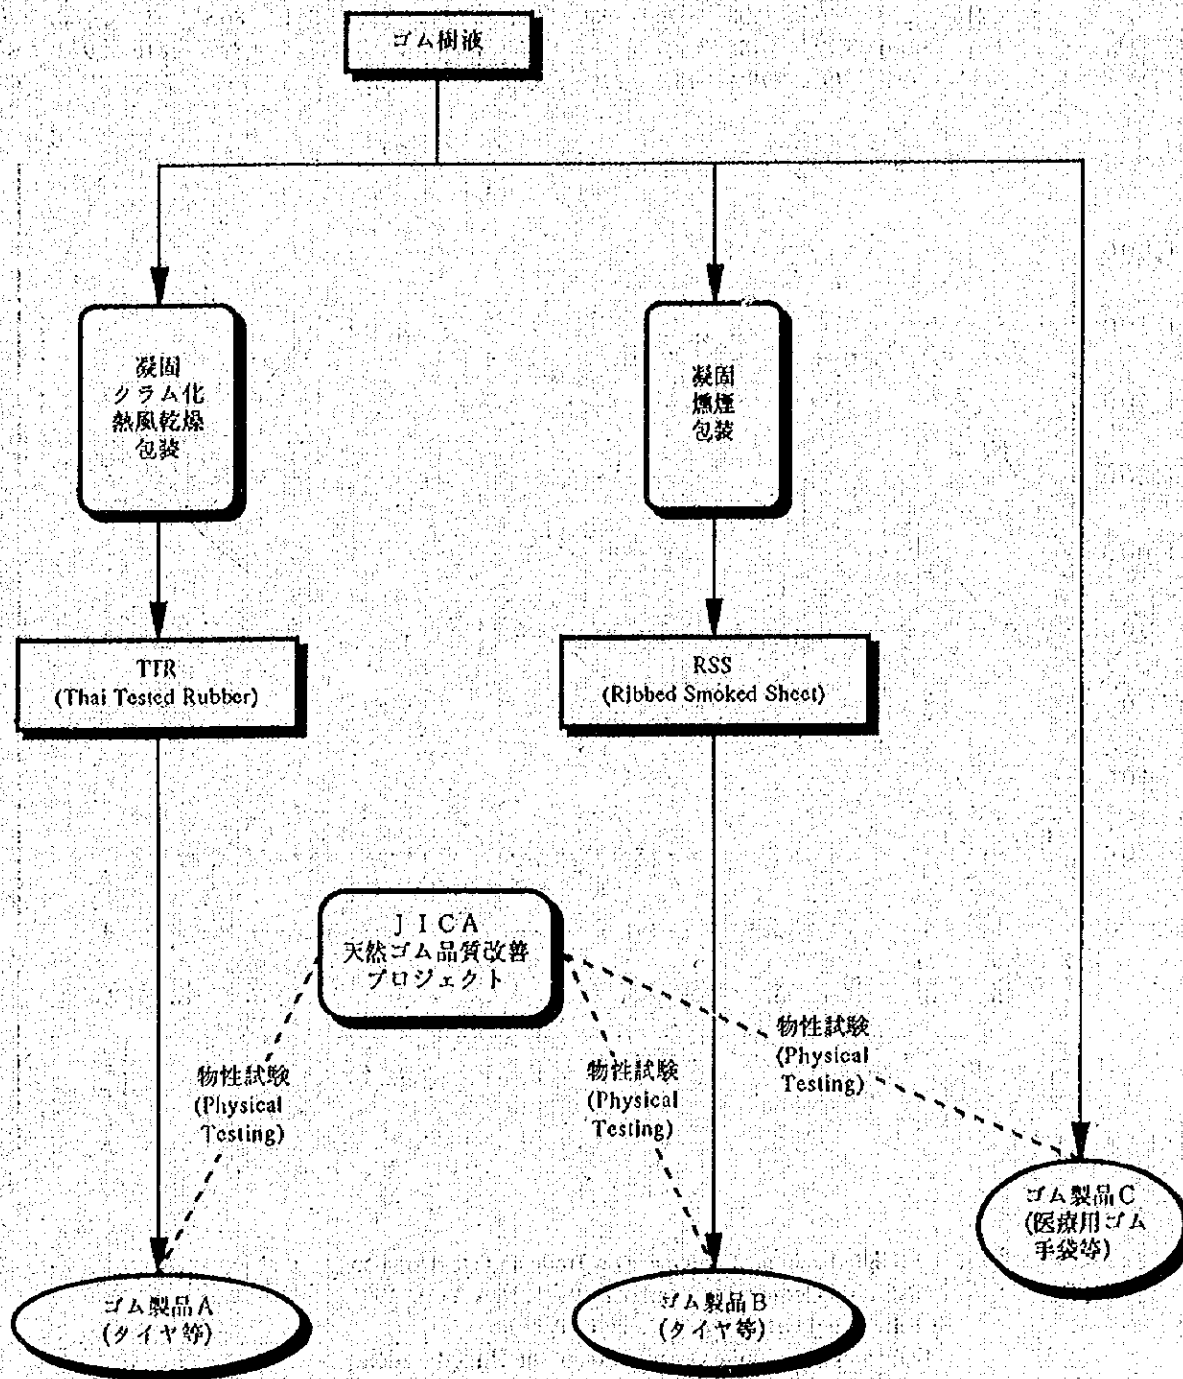 ゴム樹液
凝固
クラム化
熱風乾燥
包装
凝固
燻煙
包装
TTR
(Thai Tested Rubber)
RSS
(Ribbed Smoked Sheet)
JICA
天然ゴム品質改善
プロジェクト
物性試験
(Physical
Testing)
物性試験
(Physical
Testing)
物性試験
(Physical
Testing)
ゴム製品C
(医療用ゴム
手袋等)
ゴム製品A
(タイヤ等)
ゴム製品B
(タイヤ等)